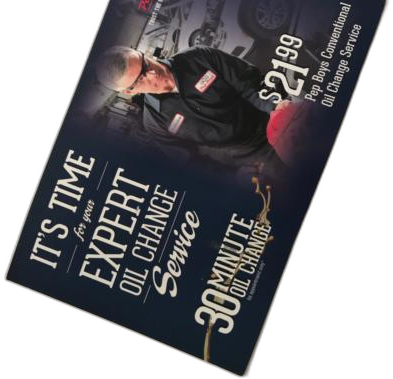 $21.99
Pep Boys Conventional
Oil Change Service
IT'S TIME
for your
EXPERT
OIL CHANGE
Service
30 MINUTE
OIL CHANGE